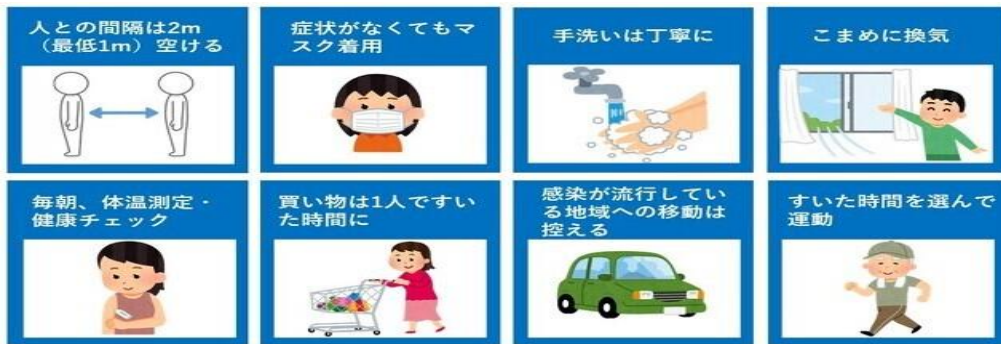 人との間隔は2m
（最低1m）空ける
症状がなくてもマ
スク着用
手洗いは丁寧に
こまめに換気
毎朝、体温測定・
健康チェック
買い物は1人ですい
た時間に
感染が流行してい
る地域への移動は
控える
すいた時間を選んで
運動